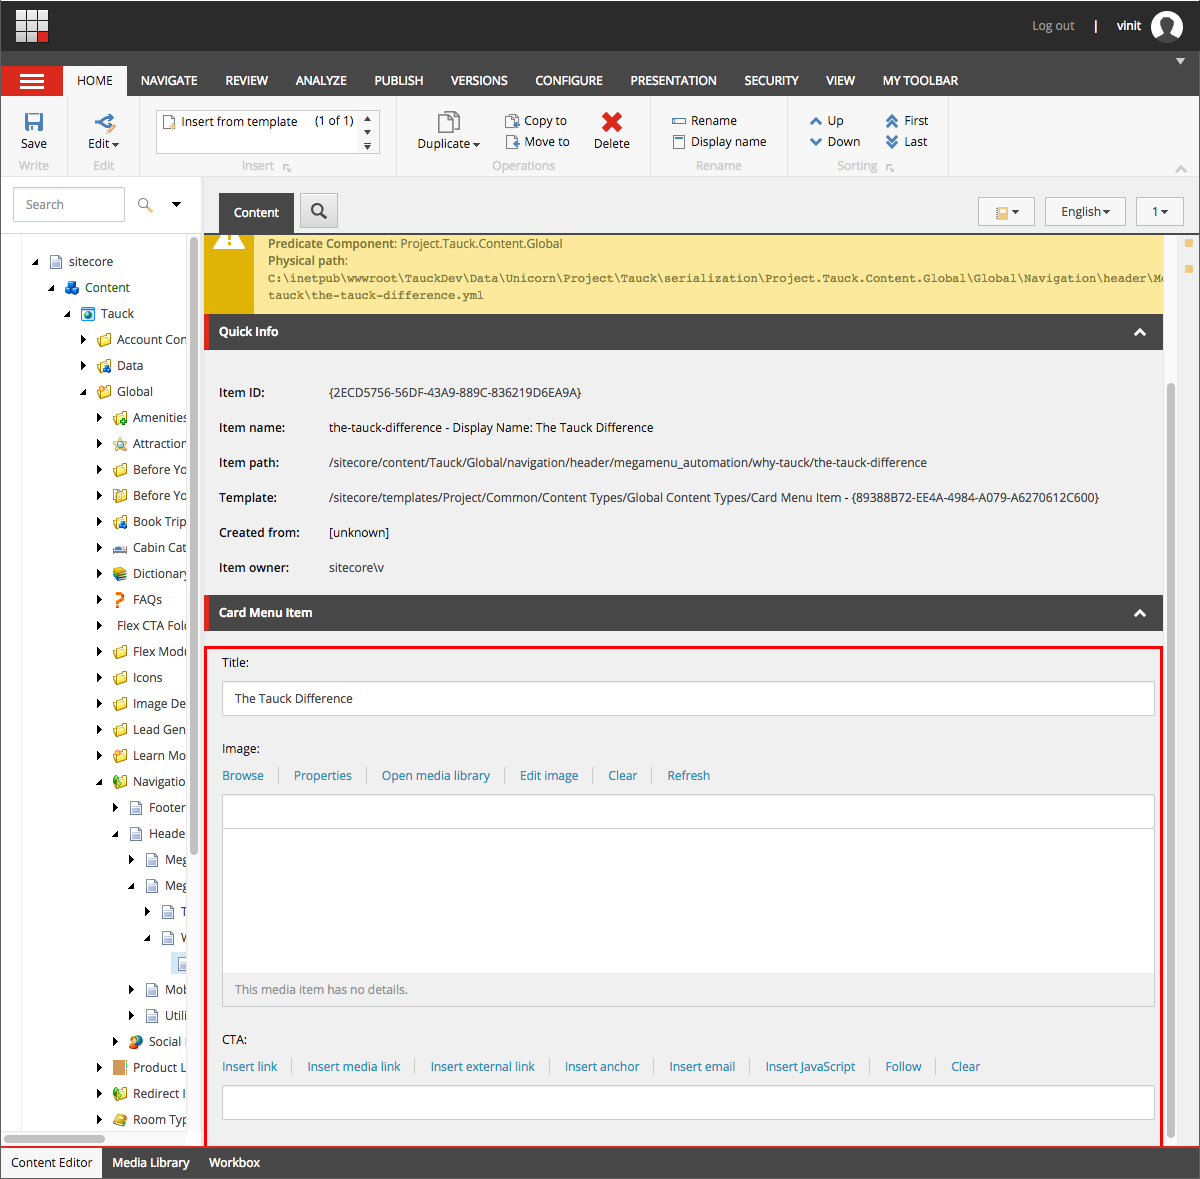 Log out | vinit
HOME NAVIGATE REVIEW ANALYZE PUBLISH VERSIONS CONFIGURE PRESENTATION SECURITY VIEW MY TOOLBAR
Save
Write
Edit
Edit
Insert from template (1 of 1)
Insert
Duplicate
Copy to
Move to
Delete
Operations
Rename
Display name
Rename
Up
Down
First
Last
Sorting
Search
sitecore
Content
Tauck
Account Con
Data
Global
Amenities
Attraction
Before Yo
Before Yo
Book Trip
Cabin Cat
Dictionary
FAQs
Flex CTA Fol
Flex Modu
Icons
Image De
Lead Gen
Learn Mo
Navigatio
Footer
Heade
Meg
Meg
T
W
Mob
Utili
Social
Product L
Redirect I
Room Typ
Content
English
1
Predicate Component: Project.Tauck.Content.Global
Physical path:
C:\inetpub\wwwroot\TauckDev\Data\Unicorn\Project\Tauck\serialization\Project.Tauck.Content.Global\Global\Navigation\header\Me
tauck\the-tauck-difference.yml
Quick Info
Item ID: {2ECD5756-56DF-43A9-889C-836219D6EA9A}
Item name: the-tauck-difference - Display Name: The Tauck Difference
Item path: /sitecore/content/Tauck/Global/navigation/header/megamenu_automation/why-tauck/the-tauck-difference
Template: /sitecore/templates/Project/Common/Content Types/Global Content Types/Card Menu Item - {89388B72-EE4A-4984-A079-A6270612C600}
Created from: [unknown]
Item owner: sitecore\v
Card Menu Item
Title:
The Tauck Difference
Image:
Browse Properties Open media library Edit image Clear Refresh
This media item has no details.
CTA:
Insert link Insert media link Insert external link Insert anchor Insert email Insert JavaScript Follow Clear
Content Editor Media Library Workbox